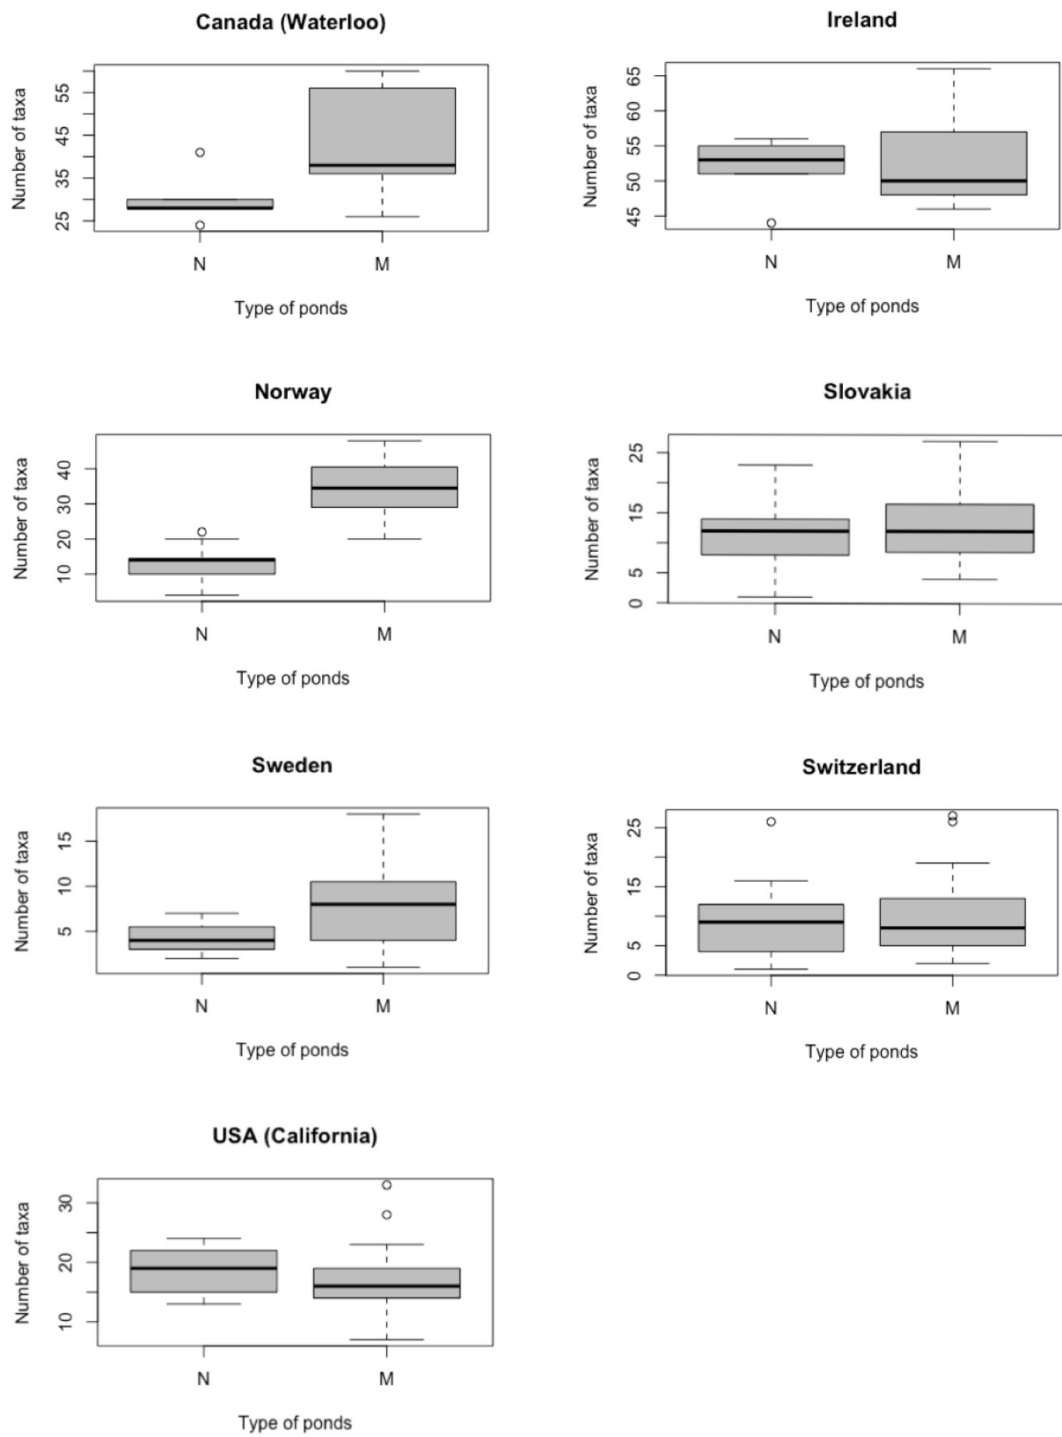 Canada (Waterloo)
Number of taxa
55
45
35
25
N M
Type of ponds
Ireland
Number of taxa
65
60
55
50
45
N M
Type of ponds
Norway
Number of taxa
40
30
20
10
N M
Type of ponds
Slovakia
Number of taxa
25
15
5
0
N M
Type of ponds
Sweden
Number of taxa
15
10
5
N M
Type of ponds
Switzerland
Number of taxa
25
15
5
0
N M
Type of ponds
USA (California)
Number of taxa
30
20
10
N M
Type of ponds